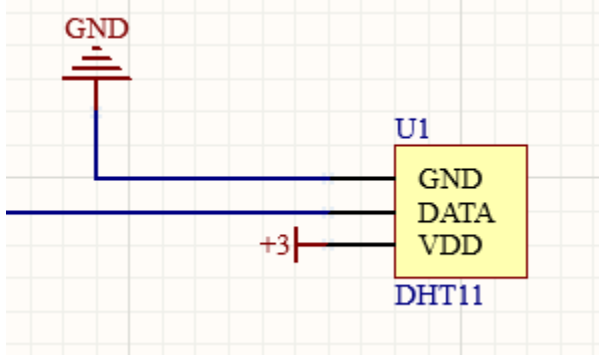 GND
U1
GND
DATA
+3
VDD
DHT11